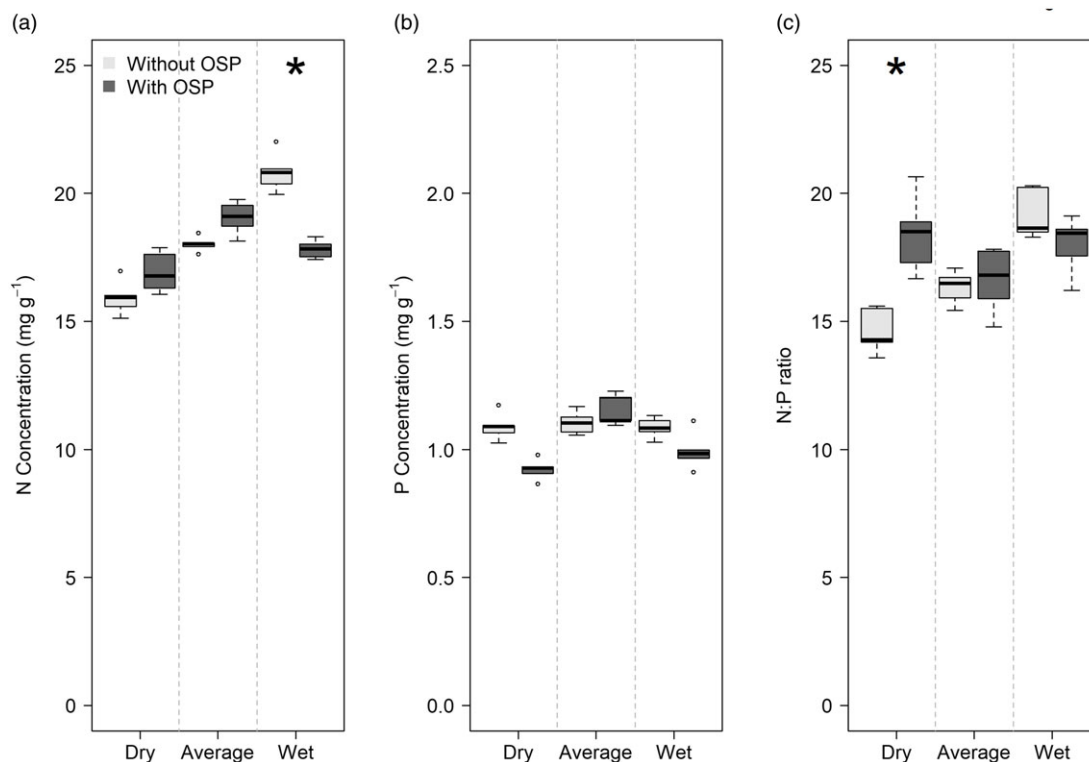 (a)
N Concentration (mg g⁻¹)
25
20
15
10
5
0
Without OSP
With OSP
*
Dry Average Wet
(b)
P Concentration (mg g⁻¹)
2.5
2.0
1.5
1.0
0.5
0.0
Dry Average Wet
(c)
N:P ratio
25
20
15
10
5
0
*
Dry Average Wet